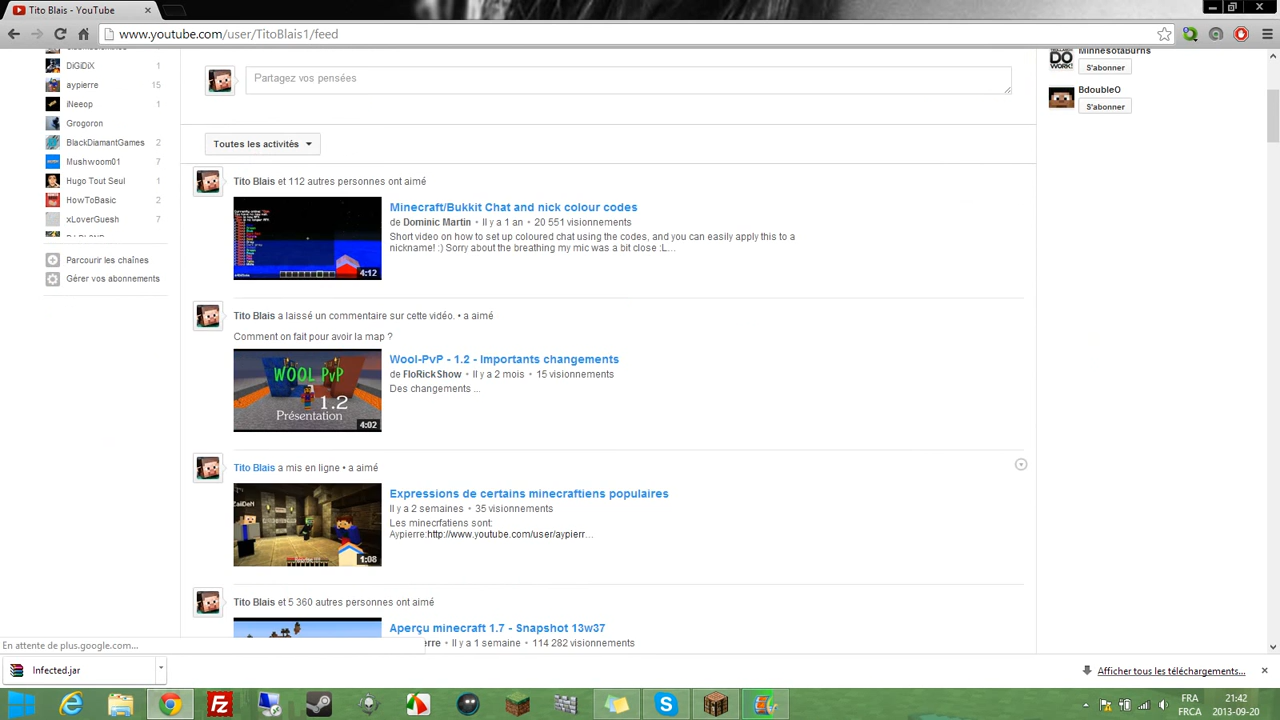 Tito Blais - YouTube
www.youtube.com/user/TitoBlais1/feed
DiGiDiX 1
aypierre 15
iNeeop 1
Grogoron
BlackDiamantGames 2
Mushwoom01 7
Hugo Tout Seul 1
HowToBasic 2
xLoverGuesh 7
Parcourir les chaînes
Gérer vos abonnements
Partagez vos pensées
Toutes les activités
Tito Blais et 112 autres personnes ont aimé
Minecraft/Bukkit Chat and nick colour codes
de Dominic Martin • Il y a 1 an • 20 551 visionnements
Short video on how to set up coloured chat using the codes, and you can easily apply this to a
nickname! :) Sorry about the breathing my mic was a bit close :L...
4:12
Tito Blais a laissé un commentaire sur cette vidéo. • a aimé
Comment on fait pour avoir la map ?
WOOL PvP
1.2
Présentation
4:02
Wool-PvP - 1.2 - Importants changements
de FloRickShow • Il y a 2 mois • 15 visionnements
Des changements ...
Tito Blais a mis en ligne • a aimé
Expressions de certains minecraftiens populaires
Il y a 2 semaines • 35 visionnements
Les minecrfatiens sont:
Aypierre:http://www.youtube.com/user/aypierr...
1:08
Tito Blais et 5 360 autres personnes ont aimé
Aperçu minecraft 1.7 - Snapshot 13w37
erre • Il y a 1 semaine • 114 282 visionnements
DO
WORK!
MinnesotaBurns
S'abonner
BdoubleO
S'abonner
En attente de plus.google.com...
Infected.jar
Afficher tous les téléchargements...
FRA
FRCA
21:42
2013-09-20